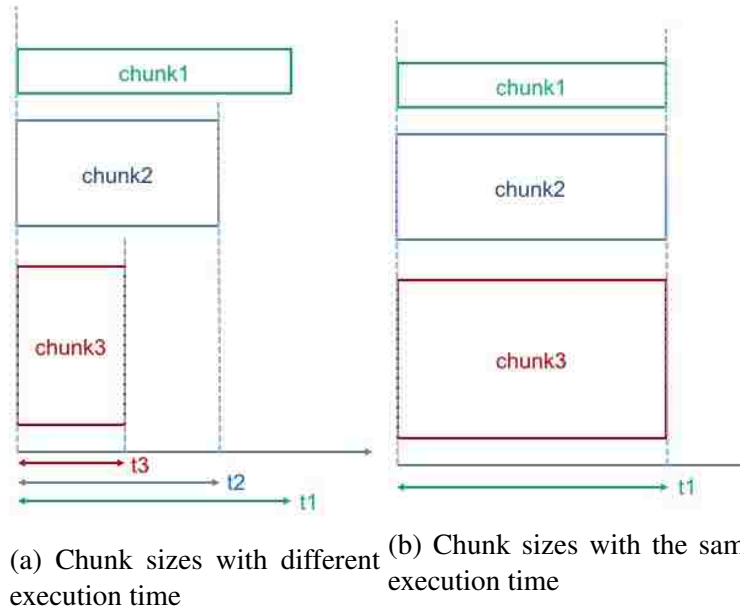 chunk1
chunk2
chunk3
t3
t2
t1
chunk1
chunk2
chunk3
t1
(a) Chunk sizes with different
execution time
(b) Chunk sizes with the sam
execution time